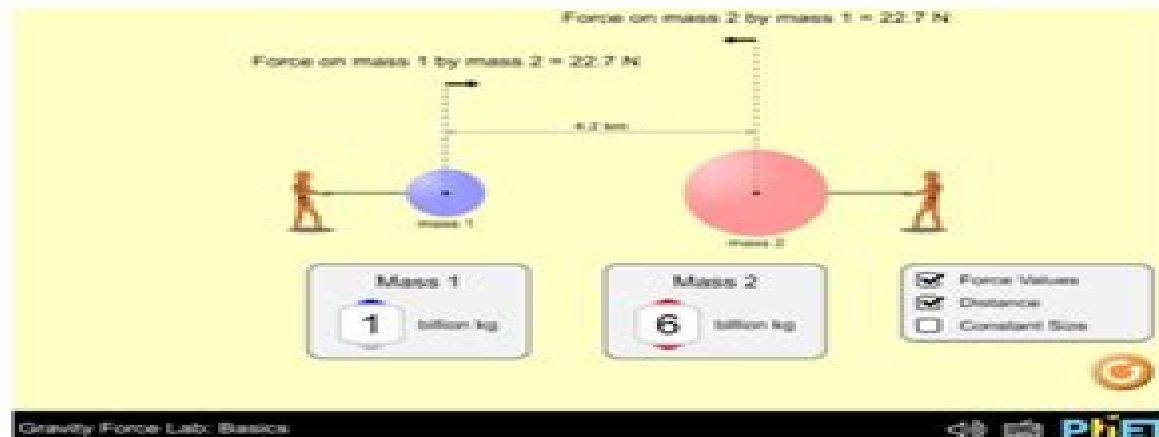 Force on mass 2 by mass 1 = 22.7 N
Force on mass 1 by mass 2 = 22.7 N
4.2 km
mass 1
mass 2
Mass 1
1 billion kg
Mass 2
6 billion kg
Force Values
Distance
Constant Size
Gravity Force Lab: Basics
PhET